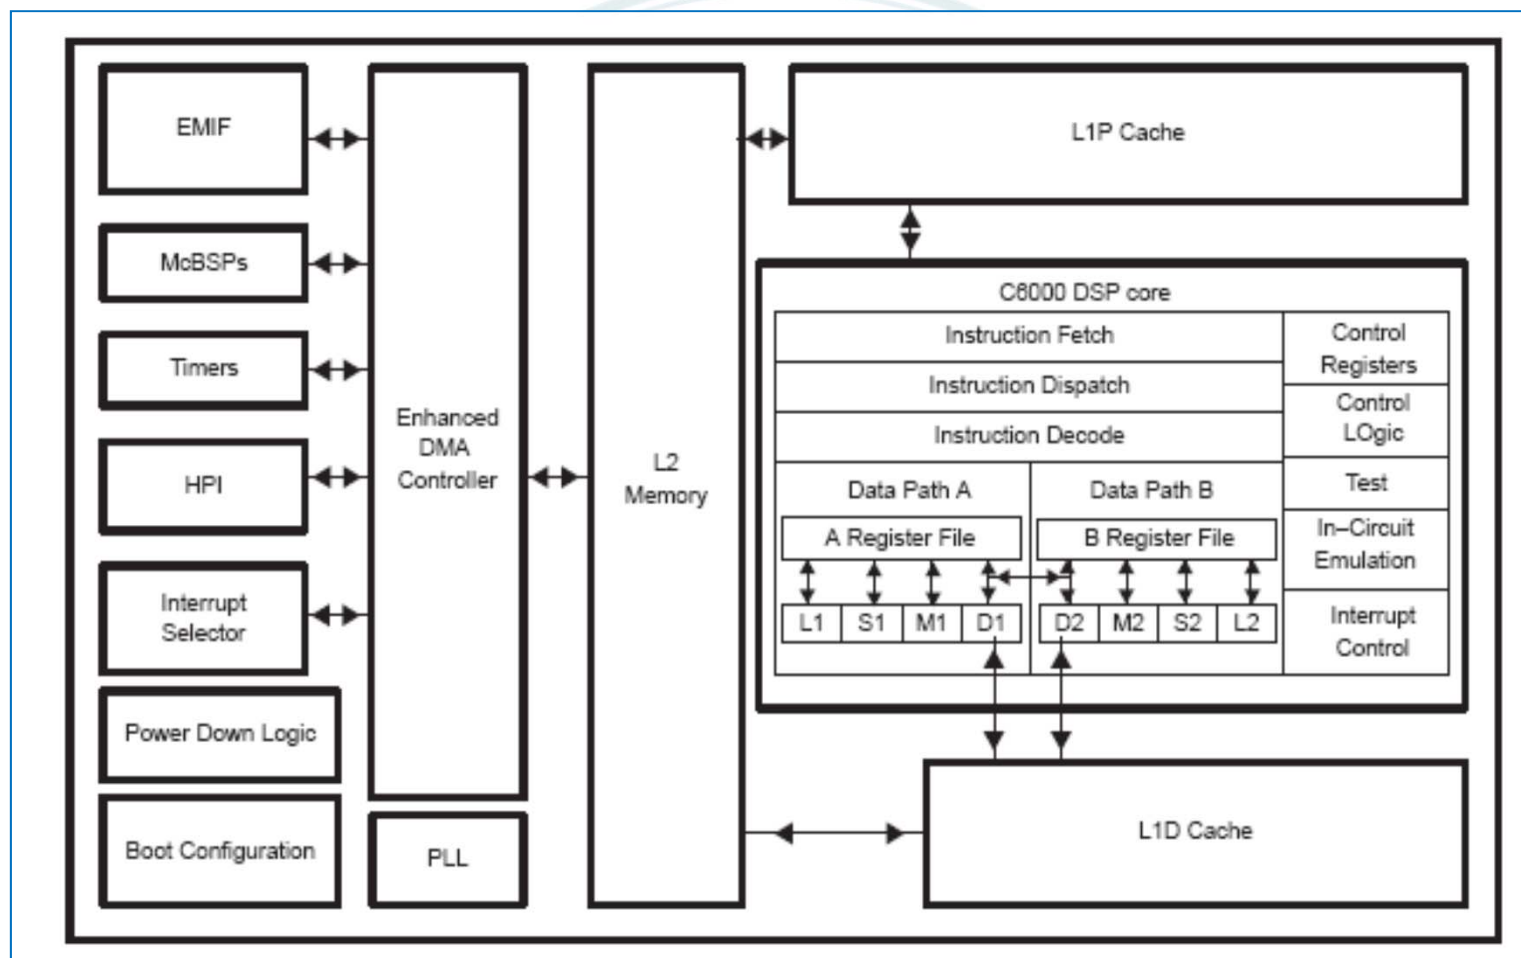 EMIF
McBSPs
Timers
HPI
Interrupt
Selector
Power Down Logic
Boot Configuration
Enhanced
DMA
Controller
PLL
L2
Memory
L1P Cache
C6000 DSP core
Instruction Fetch
Instruction Dispatch
Instruction Decode
Data Path A
Data Path B
A Register File
B Register File
L1 S1 M1 D1
D2 M2 S2 L2
Control
Registers
Control
LOgic
Test
In–Circuit
Emulation
Interrupt
Control
L1D Cache